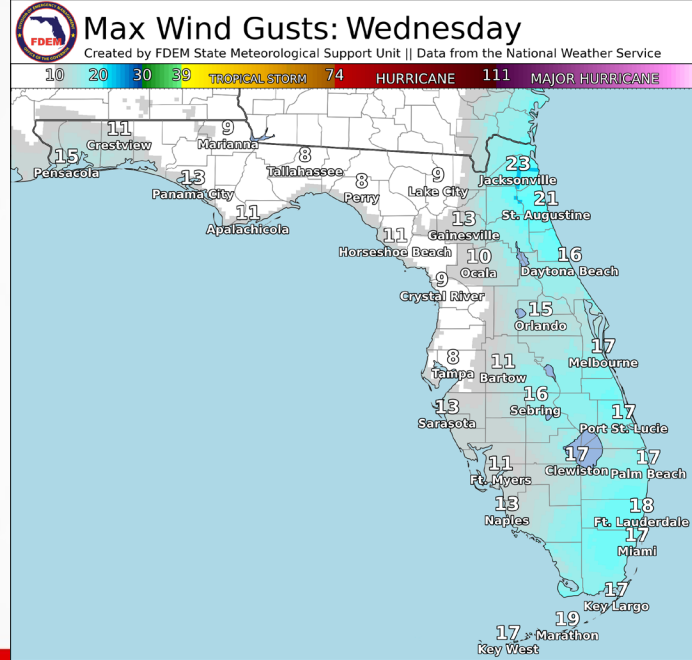 Max Wind Gusts: Wednesday
Created by FDEM State Meteorological Support Unit || Data from the National Weather Service
FDEM
10 20 30 39 TROPICAL STORM 74 HURRICANE 111 MAJOR HURRICANE
11
Crestview
9
Marianna
15
Pensacola
8
Tallahassee
23
Jacksonville
13
Panama City
8
Perry
9
Lake City
21
St. Augustine
11
Apalachicola
13
Gainesville
11
Horseshoe Beach
10
Ocala
16
Daytona Beach
9
Crystal River
15
Orlando
17
Melbourne
8
Tampa
11
Bartow
16
Sebring
13
Sarasota
17
Port St. Lucie
17
Clewiston
17
Palm Beach
11
Ft. Myers
13
Naples
18
Ft. Lauderdale
17
Miami
17
Key Largo
19
Marathon
17
Key West